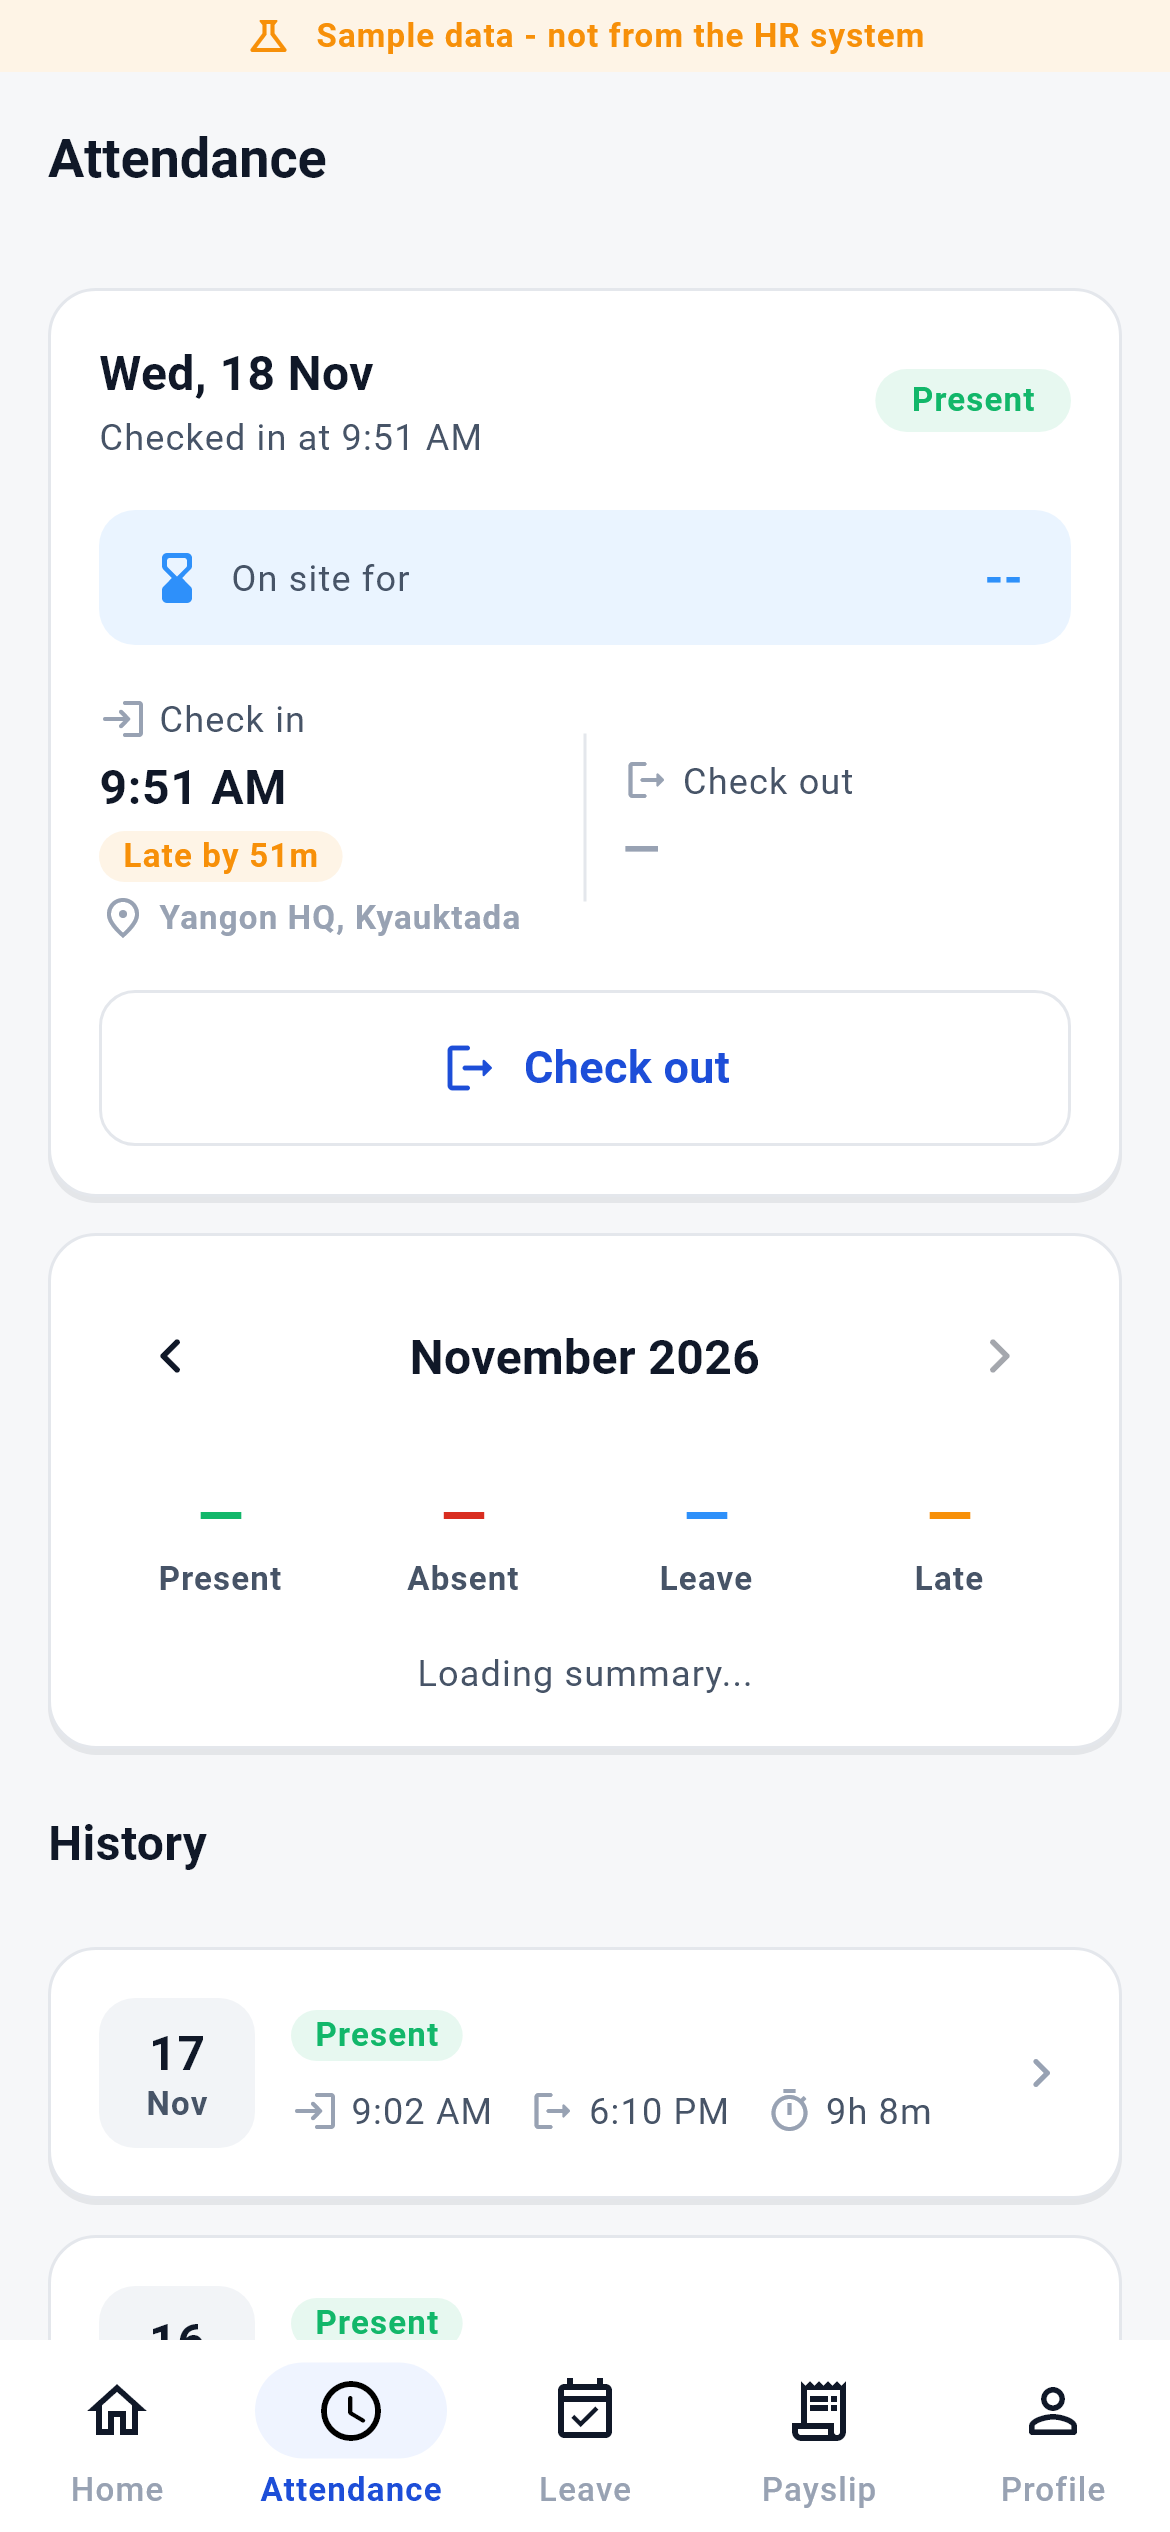 Sample data - not from the HR system
Attendance
Wed, 18 Nov
Present
Checked in at 9:51 AM
On site for
--
Check in
9:51 AM
Late by 51m
Yangon HQ, Kyauktada
Check out
—
Check out
November 2026
— — — —
Present Absent Leave Late
Loading summary...
History
17
Nov
Present
9:02 AM 6:10 PM 9h 8m
16
Present
Home Attendance Leave Payslip Profile